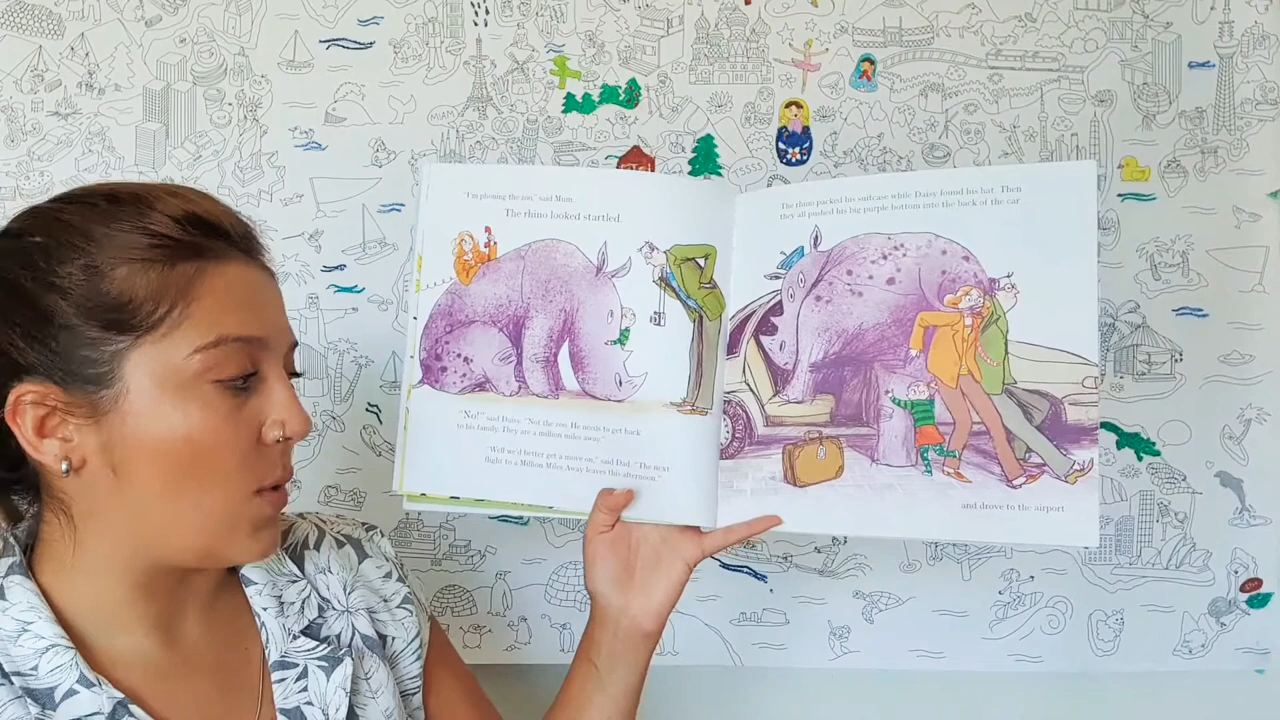 "I'm phoning the zoo," said Mum.
The rhino looked startled.
"No!" said Daisy. "Not the zoo. He needs to get back
to his family. They are a million miles away."
"Well we'd better get a move on," said Dad. "The next
flight to a Million Miles Away leaves this afternoon."
The rhino packed his suitcase while Daisy found his hat. Then
they all pushed his big purple bottom into the back of the car
and drove to the airport
MIAMI